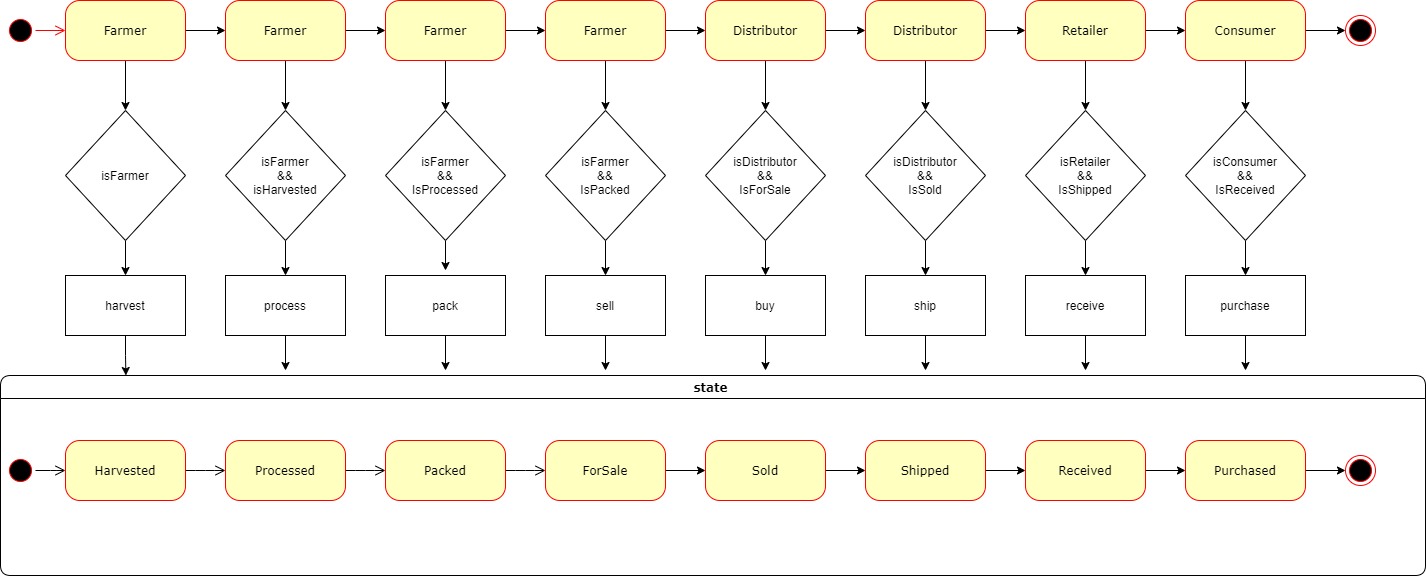 Farmer
Farmer
Farmer
Farmer
Distributor
Distributor
Retailer
Consumer
isFarmer
isFarmer
&&
isHarvested
isFarmer
&&
IsProcessed
isFarmer
&&
IsPacked
isDistributor
&&
IsForSale
isDistributor
&&
IsSold
isRetailer
&&
IsShipped
isConsumer
&&
IsReceived
harvest
process
pack
sell
buy
ship
receive
purchase
state
Harvested
Processed
Packed
ForSale
Sold
Shipped
Received
Purchased